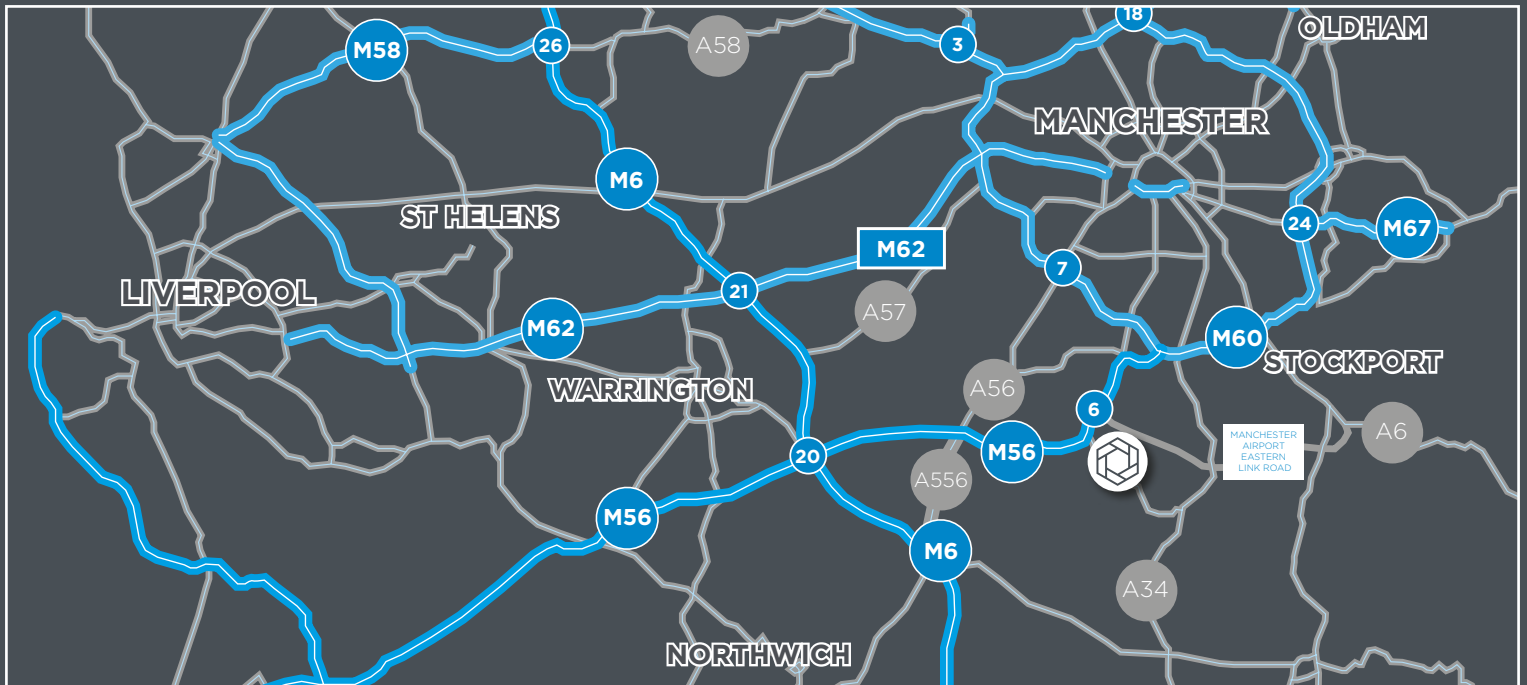 18
OLDHAM
M58
26
A58
3
MANCHESTER
M6
ST HELENS
24
M67
M62
7
LIVERPOOL
21
A57
M62
M60
STOCKPORT
WARRINGTON
A56
6
A6
MANCHESTER
AIRPORT
EASTERN
LINK ROAD
20
M56
A556
M56
M6
A34
NORTHWICH